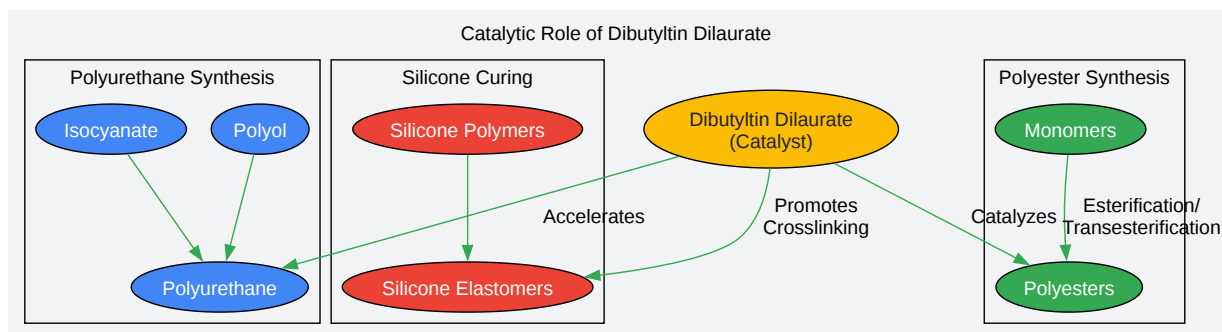 Catalytic Role of Dibutyltin Dilaurate
Polyurethane Synthesis
Silicone Curing
Polyester Synthesis
Isocyanate
Polyol
Silicone Polymers
Dibutyltin Dilaurate
(Catalyst)
Monomers
Accelerates
Promotes
Crosslinking
Catalyzes
Esterification/
Transesterification
Polyurethane
Silicone Elastomers
Polyesters